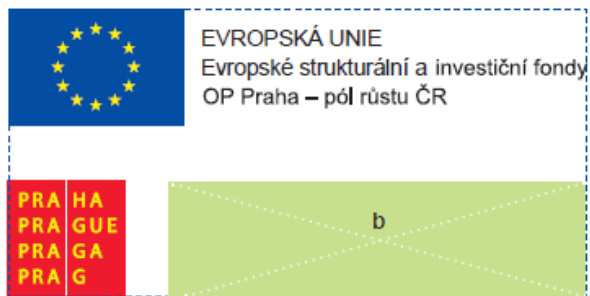 EVROPSKÁ UNIE
Evropské strukturální a investiční fondy
OP Praha – pól růstu ČR
PRA HA
PRA GUE
PRA GA
PRA G
b